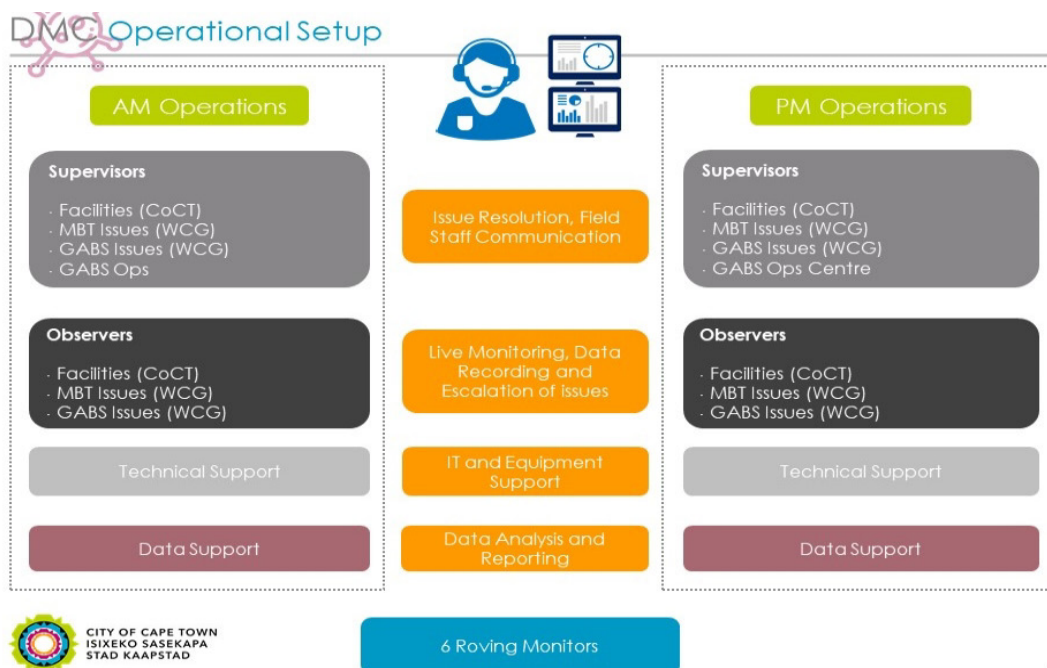 DMC Operational Setup
AM Operations
Supervisors
· Facilities (CoCT)
· MBT Issues (WCG)
· GABS Issues (WCG)
· GABS Ops
Observers
· Facilities (CoCT)
· MBT Issues (WCG)
· GABS Issues (WCG)
Technical Support
Data Support
Issue Resolution, Field
Staff Communication
Live Monitoring, Data
Recording and
Escalation of issues
IT and Equipment
Support
Data Analysis and
Reporting
PM Operations
Supervisors
· Facilities (CoCT)
· MBT Issues (WCG)
· GABS Issues (WCG)
· GABS Ops Centre
Observers
· Facilities (CoCT)
· MBT Issues (WCG)
· GABS Issues (WCG)
Technical Support
Data Support
CITY OF CAPE TOWN
ISIXEKO SASEKAPA
STAD KAAPSTAD
6 Roving Monitors